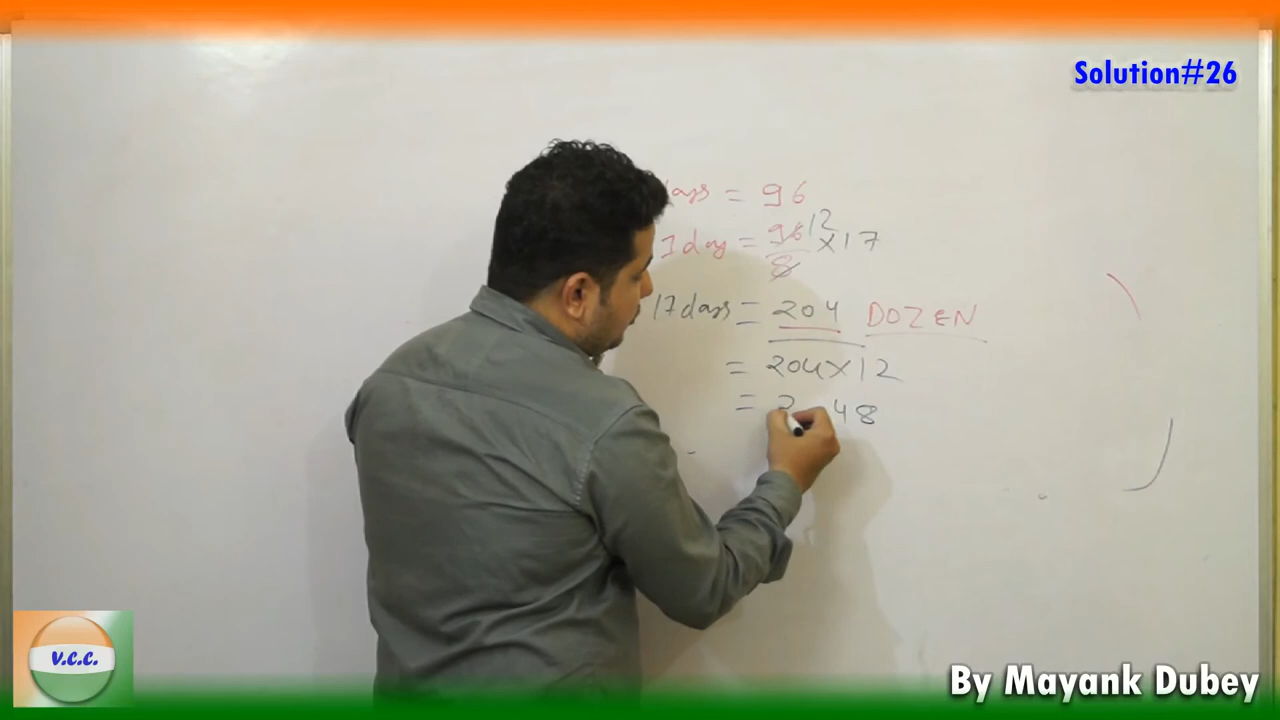 Solution#26
= 96
1 day = 96/8 12 ×17
17 days = 204 DOZEN
= 204×12
= 2 48
V.C.C.
By Mayank Dubey